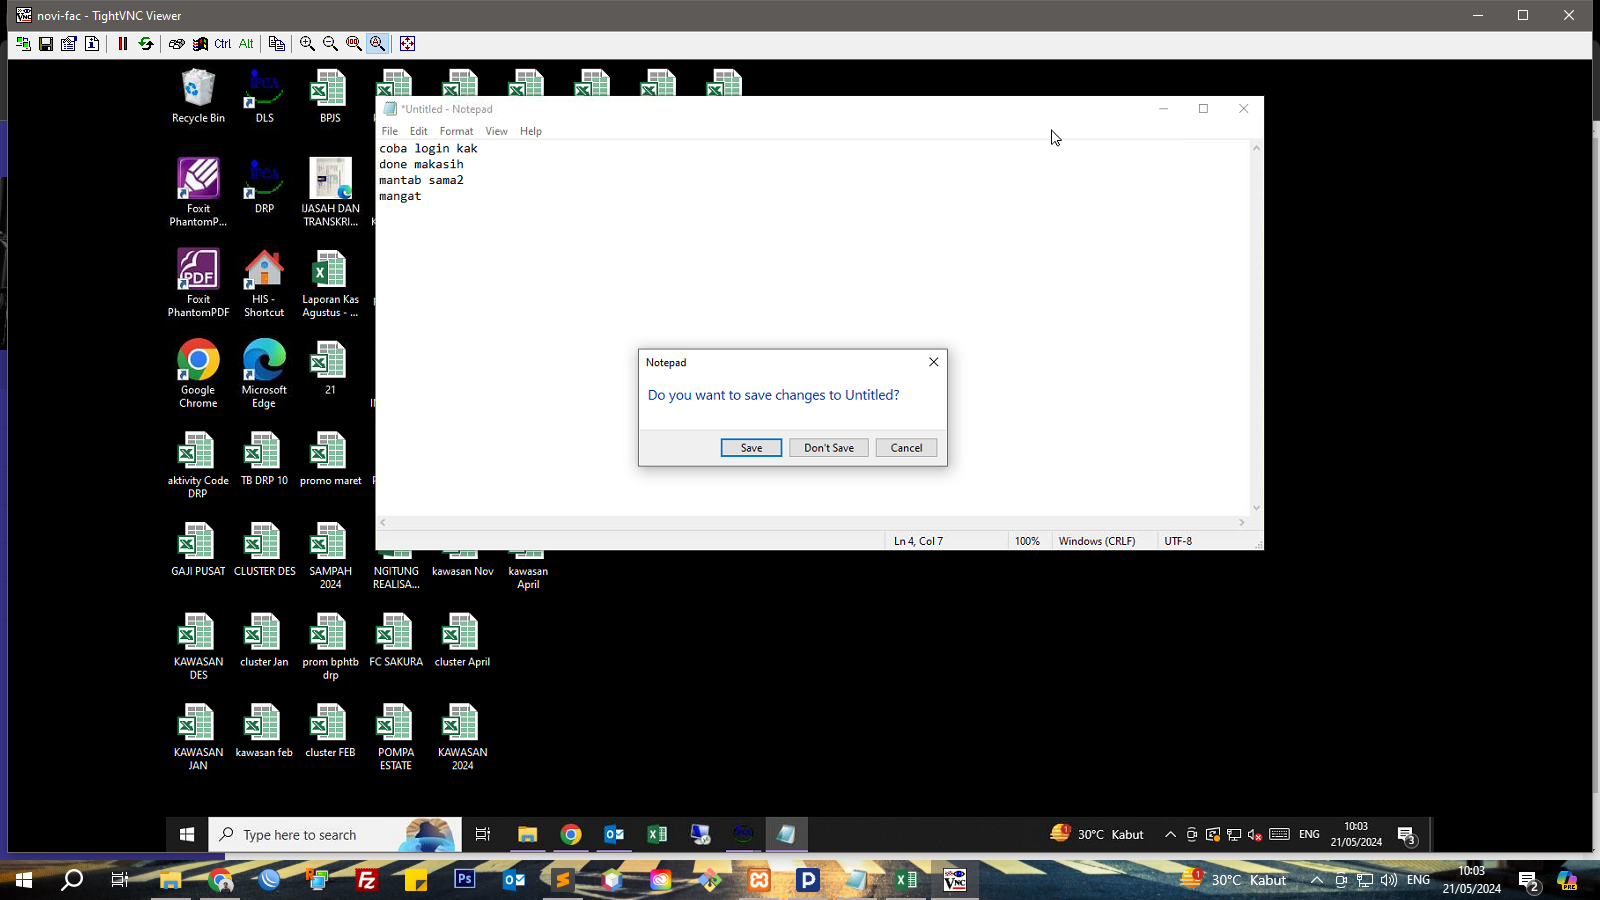 novi-fac - TightVNC Viewer
Ctrl Alt
Recycle Bin
DLS
BPJS
*Untitled - Notepad
File Edit Format View Help
coba login kak
done makasih
mantab sama2
mangat
Foxit
PhantomP...
DRP
IJASAH DAN
TRANSKRI...
Foxit
PhantomPDF
HIS -
Shortcut
Laporan Kas
Agustus - ...
Notepad
Do you want to save changes to Untitled?
Save Don't Save Cancel
Google
Chrome
Microsoft
Edge
21
aktivity Code
DRP
TB DRP 10
promo maret
Ln 4, Col 7 100% Windows (CRLF) UTF-8
GAJI PUSAT
CLUSTER DES
SAMPAH
2024
NGITUNG
REALISA...
kawasan Nov
kawasan
April
KAWASAN
DES
cluster Jan
prom bphtb
drp
FC SAKURA
cluster April
KAWASAN
JAN
kawasan feb
cluster FEB
POMPA
ESTATE
KAWASAN
2024
Type here to search
30°C Kabut
ENG
10:03
21/05/2024
3
30°C Kabut
ENG
10:03
21/05/2024
2